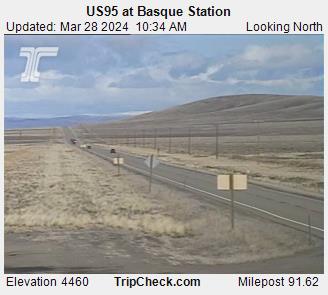 US95 at Basque Station
Updated: Mar 28 2024 10:34 AM Looking North
Elevation 4460 TripCheck.com Milepost 91.62